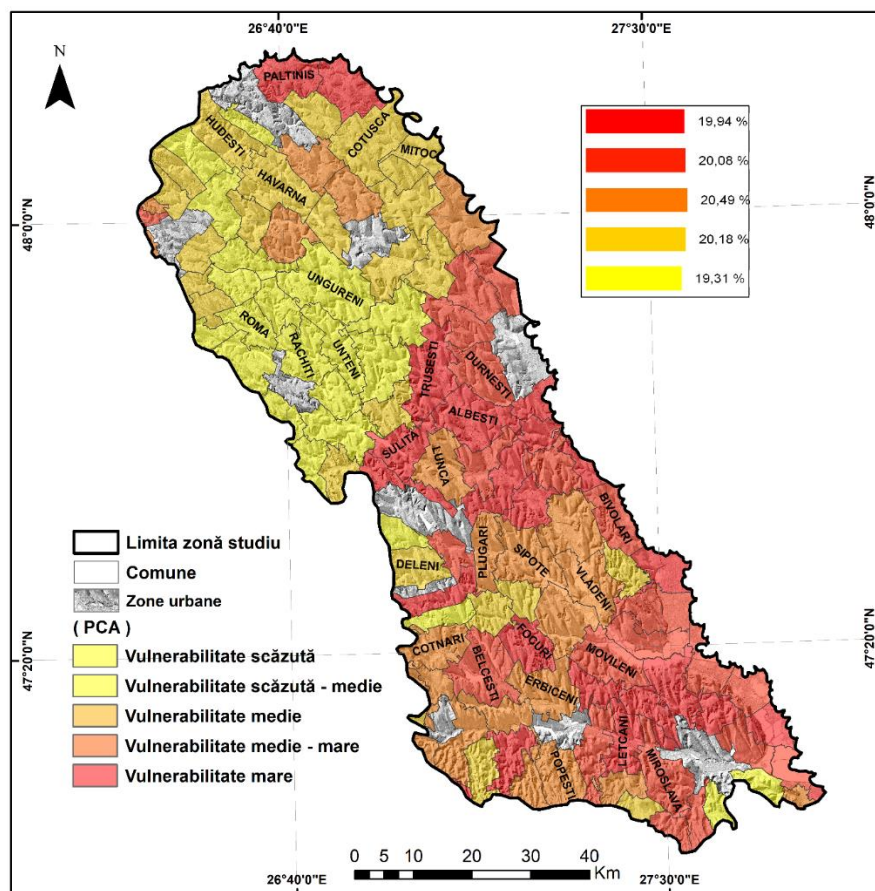 26°40'0"E
27°30'0"E
N
PALTINIS
19,94 %
20,08 %
20,49 %
20,18 %
19,31 %
HUDESTI
COTUSCA
MITOC
HAVARNA
48°0'0"N
48°0'0"N
UNGURENI
ROMA
RACHITI
UNTENI
TRUSESTI
DURNESTI
ALBESTI
SULITA
LUNCA
BIVOLARI
PLUGARI
SIPOTE
VLADENI
DELENI
Limita zonă studiu
Comune
Zone urbane
( PCA )
Vulnerabilitate scăzută
Vulnerabilitate scăzută - medie
Vulnerabilitate medie
Vulnerabilitate medie - mare
Vulnerabilitate mare
47°20'0"N
47°20'0"N
COTNARI
BELCESTI
FOCURI
ERBICENI
MOVILENI
LETCANI
MIROSLAVA
POPESTI
0 5 10 20 30 40
Km
26°40'0"E
27°30'0"E